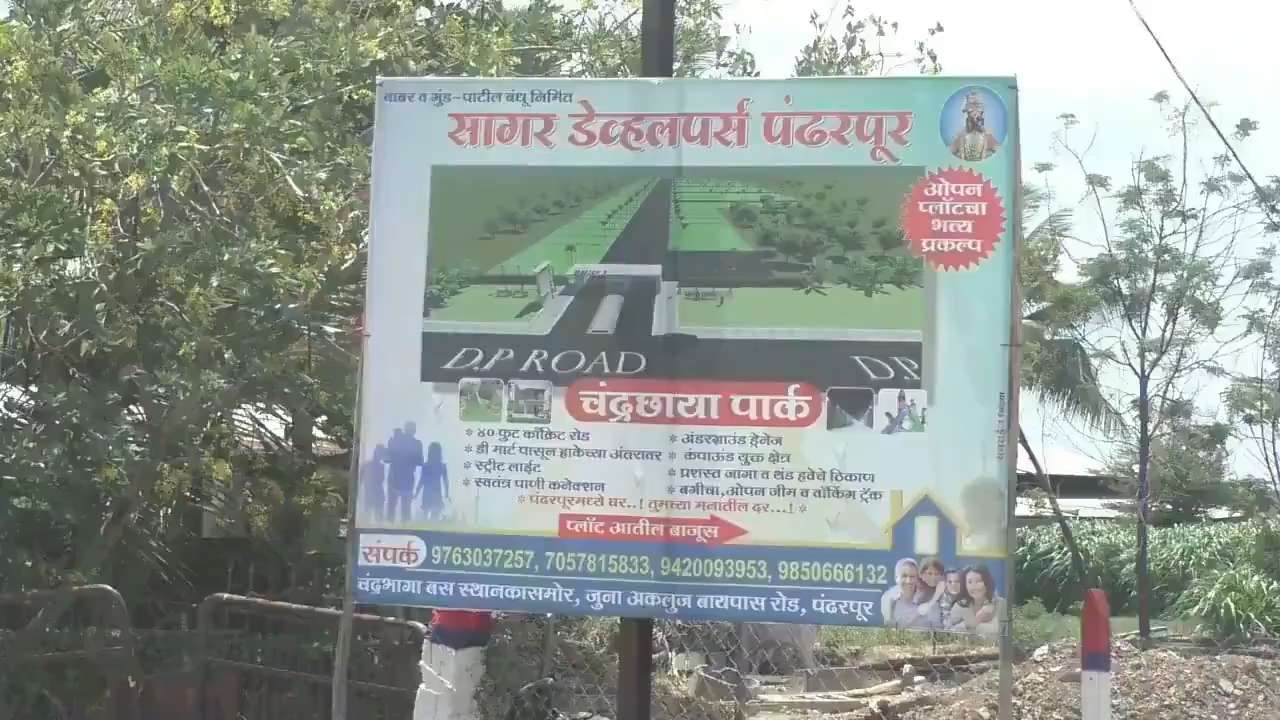 बाबर व गुंड-पाटील बंधू निर्मित
सागर डेव्हलपर्स पंढरपूर
ओपन
प्लॉटचा
भव्य
प्रकल्प
D.P ROAD
D.P.
चंद्रछाया पार्क
* ४० फुट काँक्रिट रोड
* डी मार्ट पासून हाकेच्या अंतरावर
* स्ट्रीट लाईट
* स्वतंत्र पाणी कनेक्शन
* अंडरग्राउंड ड्रेनेज
* कंपाऊंड युक्त क्षेत्र
* प्रशस्त जागा व थंड हवेचे ठिकाण
* बगीचा,ओपन जीम व वॉकिंग ट्रॅक
* पंढरपूरमध्ये घर..! तुमच्या मनातील दर...! *
प्लॉट आतील बाजूस
संपर्क 9763037257, 7057815833, 9420093953, 9850666132
चंद्रभागा बस स्थानकासमोर, जुना अकलुज बायपास रोड, पंढरपूर